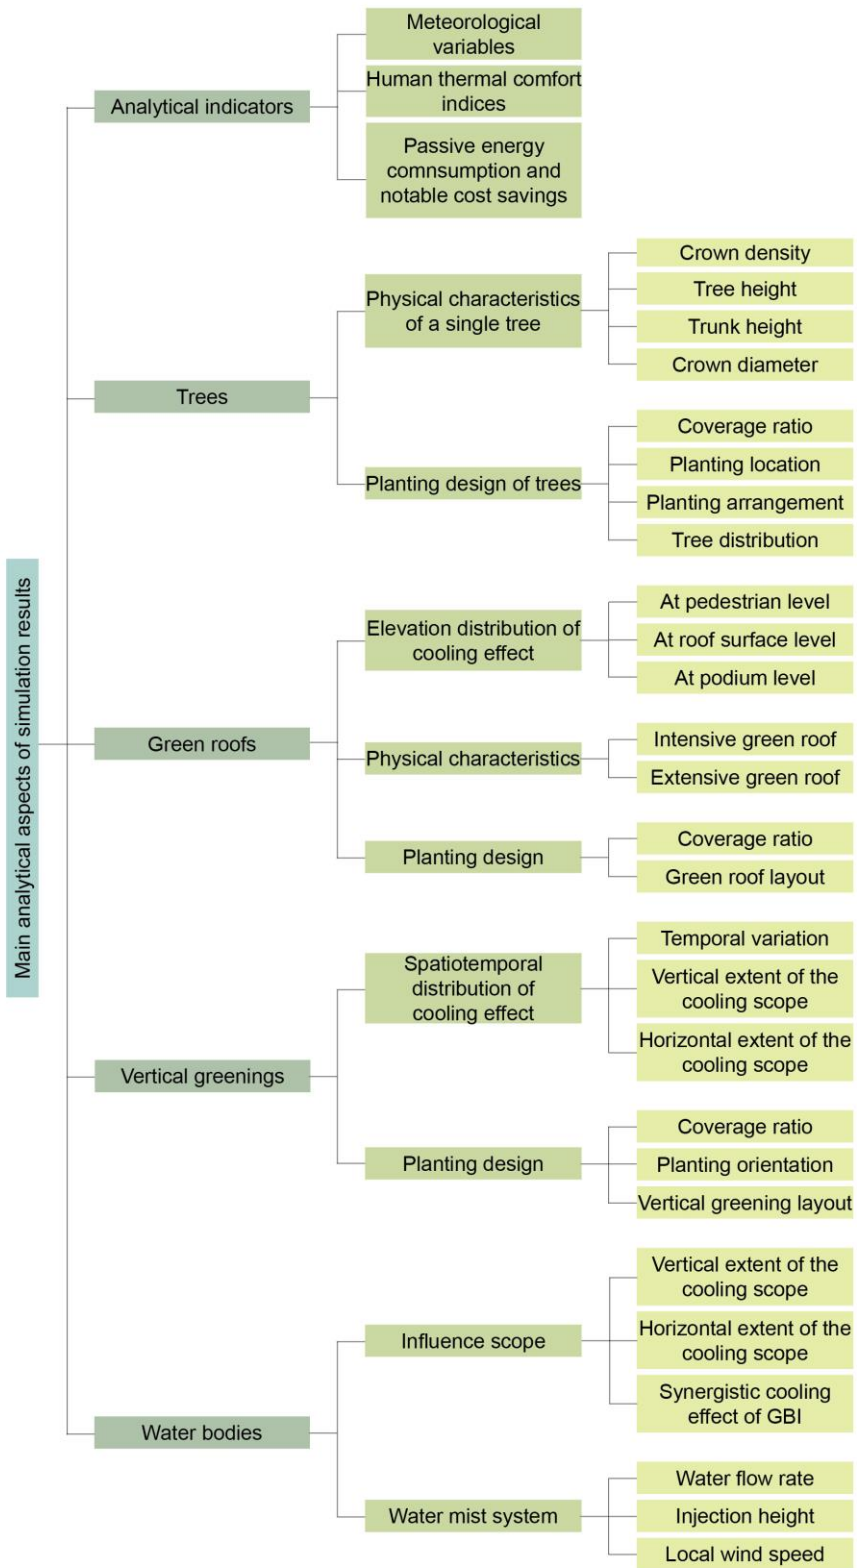 Main analytical aspects of simulation results
Analytical indicators
Meteorological
variables
Human thermal comfort
indices
Passive energy
comnsumption and
notable cost savings
Trees
Physical characteristics
of a single tree
Crown density
Tree height
Trunk height
Crown diameter
Planting design of trees
Coverage ratio
Planting location
Planting arrangement
Tree distribution
Green roofs
Elevation distribution of
cooling effect
At pedestrian level
At roof surface level
At podium level
Physical characteristics
Intensive green roof
Extensive green roof
Planting design
Coverage ratio
Green roof layout
Vertical greenings
Spatiotemporal
distribution of
cooling effect
Temporal variation
Vertical extent of the
cooling scope
Horizontal extent of the
cooling scope
Planting design
Coverage ratio
Planting orientation
Vertical greening layout
Water bodies
Influence scope
Vertical extent of the
cooling scope
Horizontal extent of the
cooling scope
Synergistic cooling
effect of GBI
Water mist system
Water flow rate
Injection height
Local wind speed